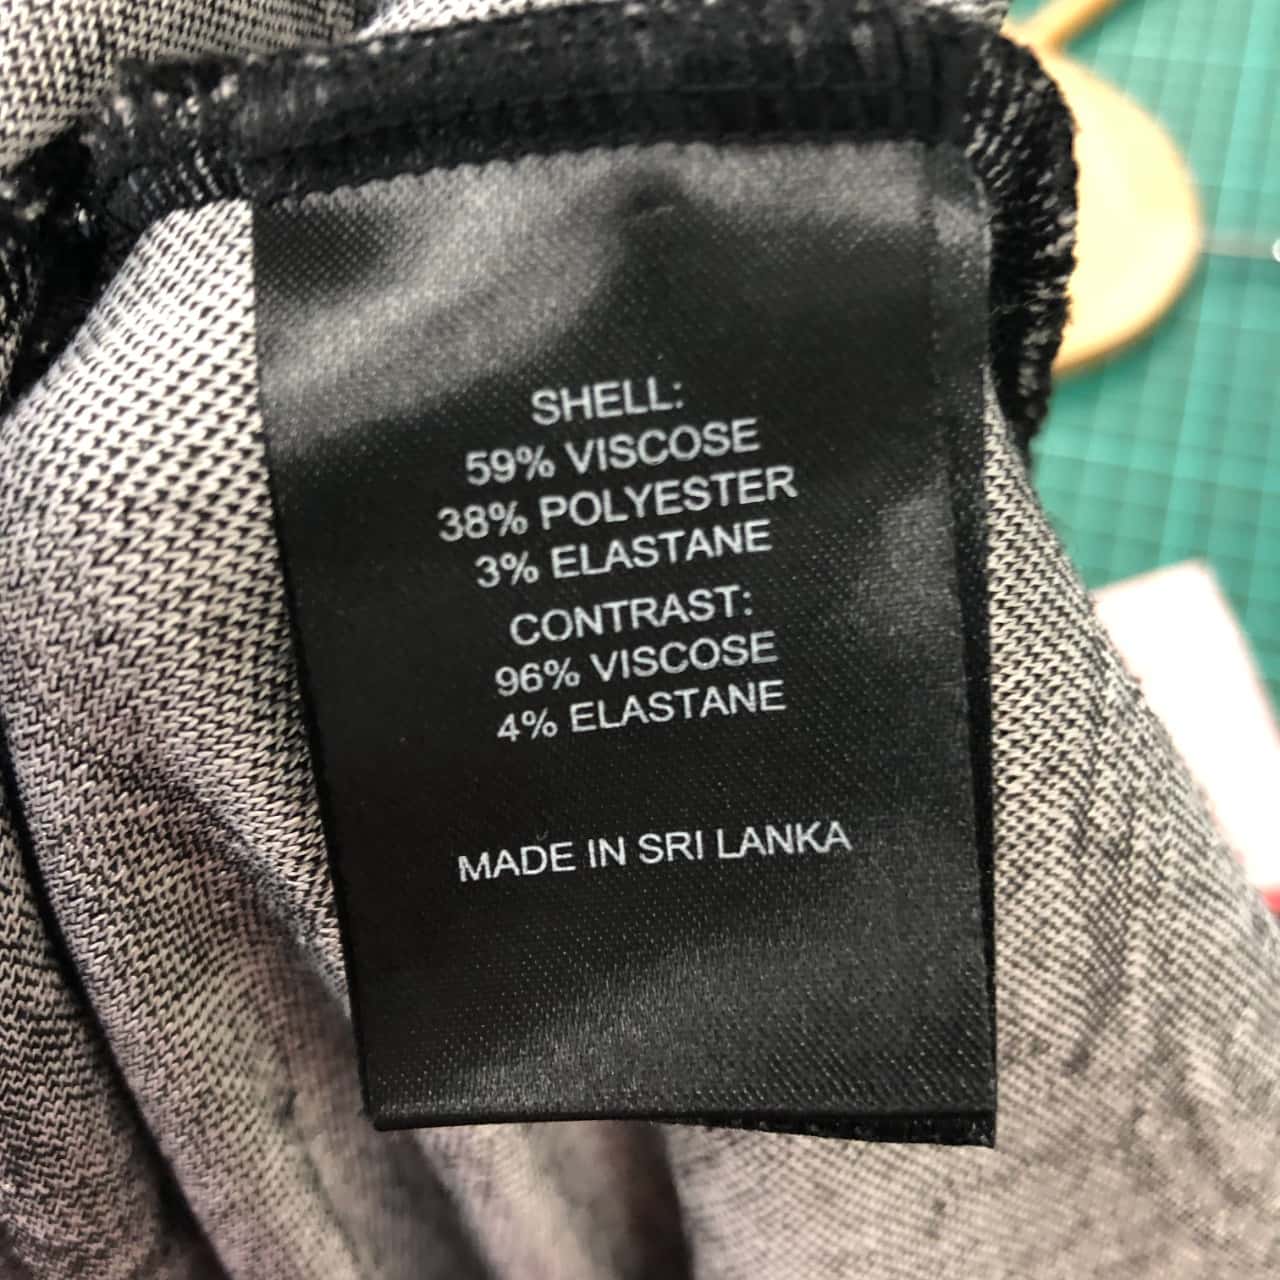 SHELL:
59% VISCOSE
38% POLYESTER
3% ELASTANE
CONTRAST:
96% VISCOSE
4% ELASTANE
MADE IN SRI LANKA